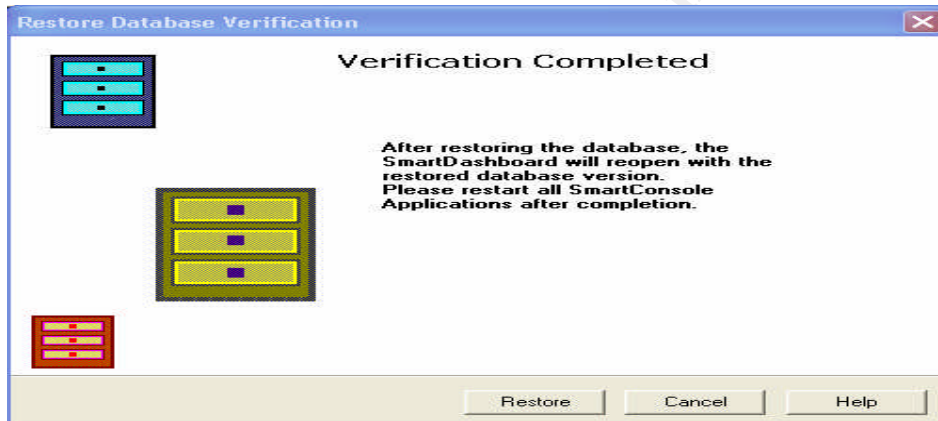 Restore Database Verification
Verification Completed
After restoring the database, the
SmartDashboard will reopen with the
restored database version.
Please restart all SmartConsole
Applications after completion.
Restore
Cancel
Help